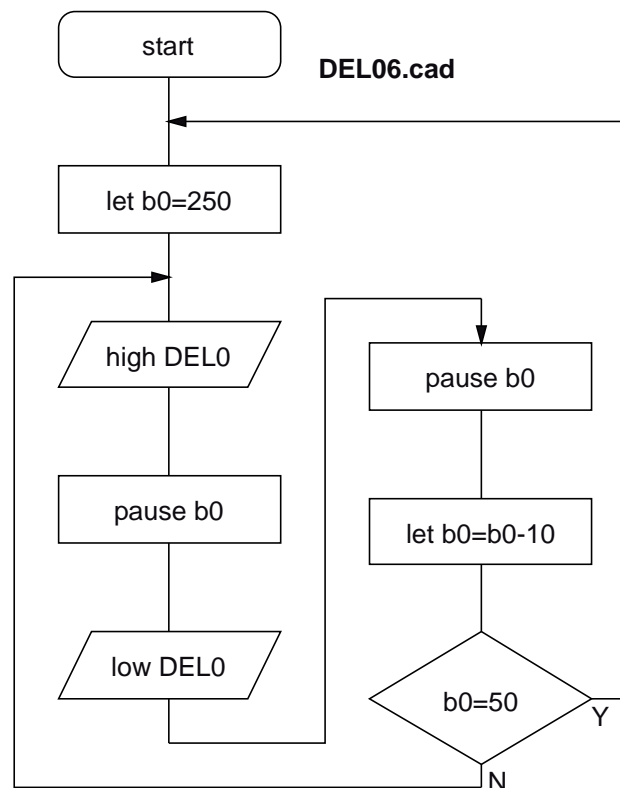 start
DEL06.cad
let b0=250
high DEL0
pause b0
low DEL0
pause b0
let b0=b0-10
b0=50
Y
N